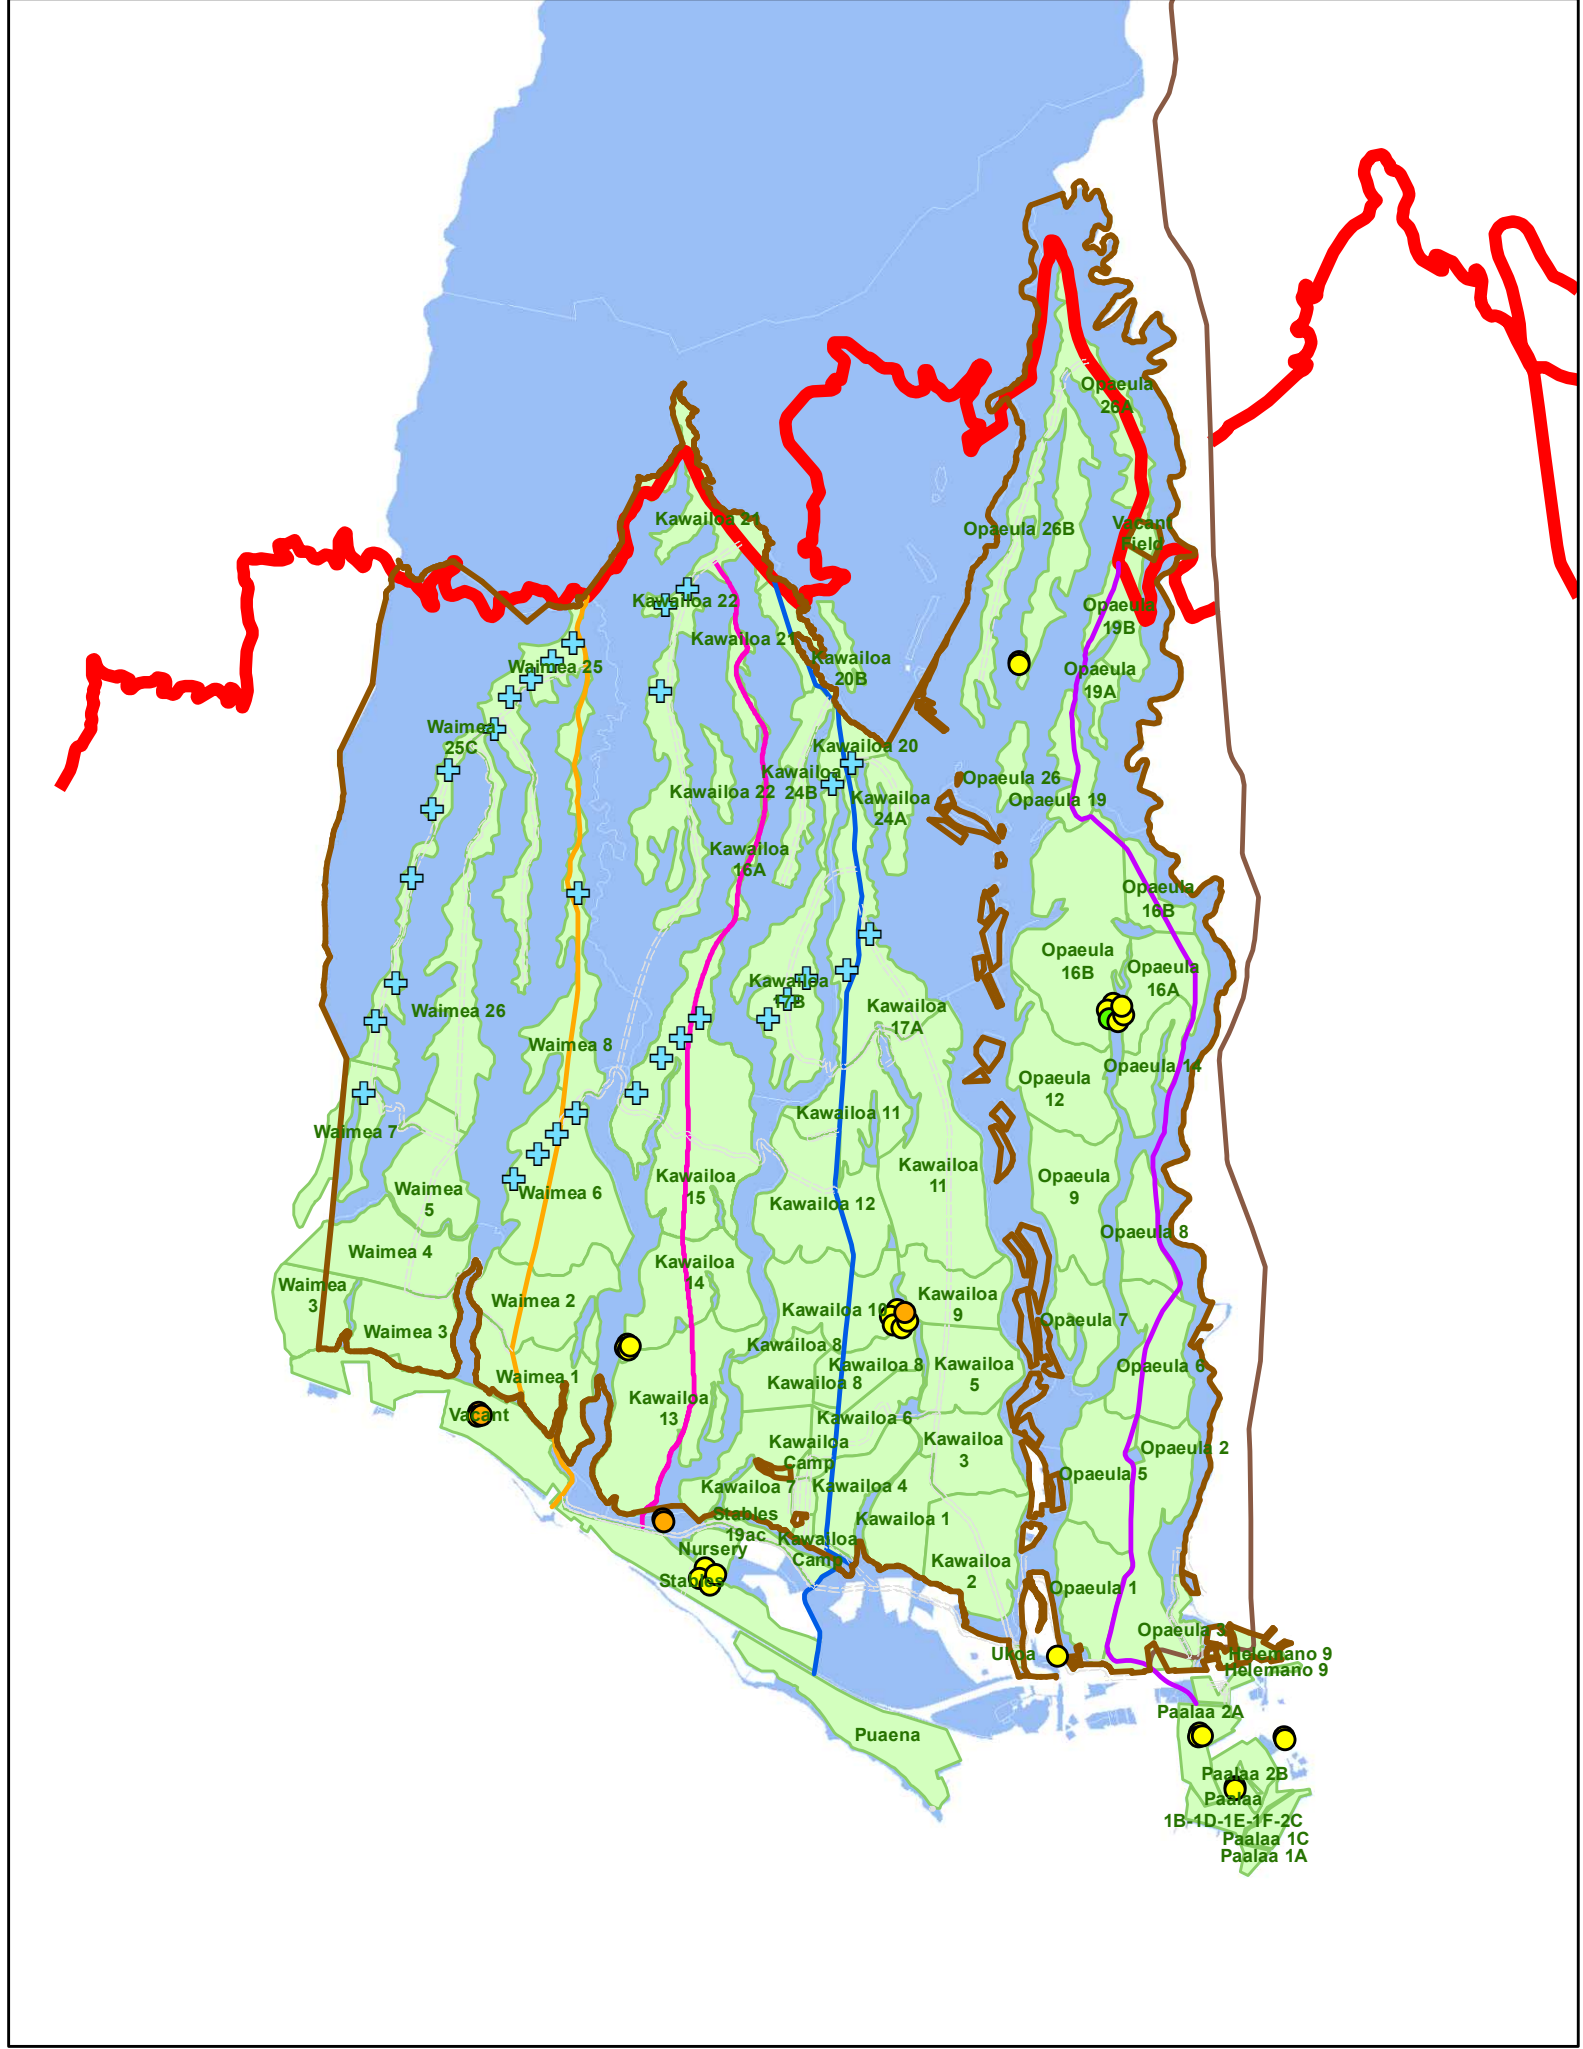 Opaeula
26A
Kawailoa 21
Opaeula 26B
Vacant
Field
Kawailoa 22
Opaeula
19B
Kawailoa 21
Kawailoa
20B
Waimea 25
Opaeula
19A
Waimea
25C
Kawailoa 20
Kawailoa
24B
Opaeula 26
Kawailoa 22
Kawailoa
24A
Opaeula 19
Kawailoa
16A
Opaeula
16B
Opaeula
16B
Opaeula
16A
Kawailoa
17B
Waimea 26
Kawailoa
17A
Waimea 8
Opaeula 14
Opaeula
12
Kawailoa 11
Waimea 7
Kawailoa
11
Kawailoa
15
Opaeula
9
Waimea
5
Waimea 6
Kawailoa 12
Opaeula 8
Waimea 4
Kawailoa
14
Waimea
3
Waimea 2
Kawailoa 10
Kawailoa
9
Opaeula 7
Waimea 3
Kawailoa 8
Kawailoa 8
Kawailoa
5
Opaeula 6
Waimea 1
Kawailoa 8
Kawailoa
13
Vacant
Kawailoa 6
Kawailoa
Camp
Kawailoa
3
Opaeula 2
Opaeula 5
Kawailoa 7
Kawailoa 4
Stables
19ac
Kawailoa 1
Nursery
Kawailoa
Camp
Stables
Kawailoa
2
Opaeula 1
Opaeula 3
Ukoa
Helemano 9
Helemano 9
Paalaa 2A
Puaena
Paalaa 2B
Paalaa
1B-1D-1E-1F-2C
Paalaa 1C
Paalaa 1A